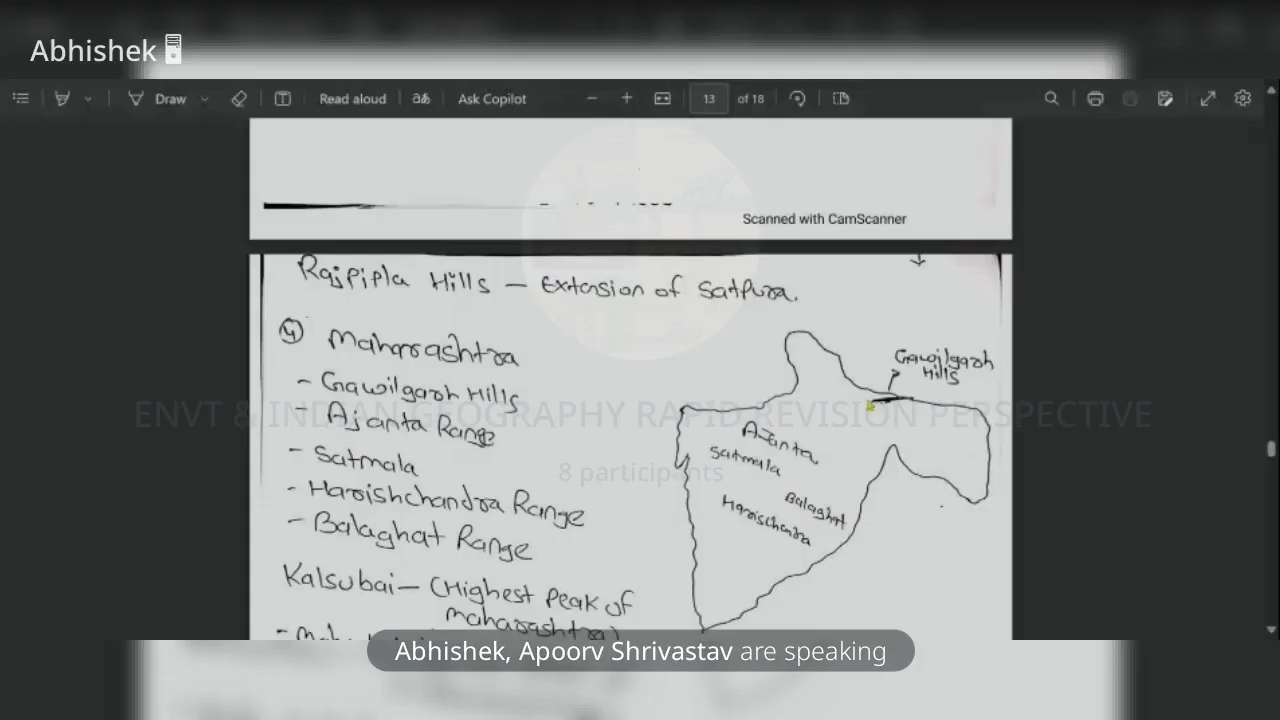 Abhishek
Draw
Read aloud
Ask Copilot
13 of 18
Scanned with CamScanner
Rajpipla Hills - Extension of Satpura.
4 Maharashtra
- Gawilgarh Hills
- Ajanta Range
- Satmala
- Harishchandra Range
- Balaghat Range
Kalsubai - (Highest Peak of
maharashtra)
Gawilgarh
Hills
Ajanta
Satmala
Balaghat
Harischandra
ENVT & INDIAN GEOGRAPHY RAPID REVISION PERSPECTIVE
8 participants
Abhishek, Apoorv Shrivastav are speaking